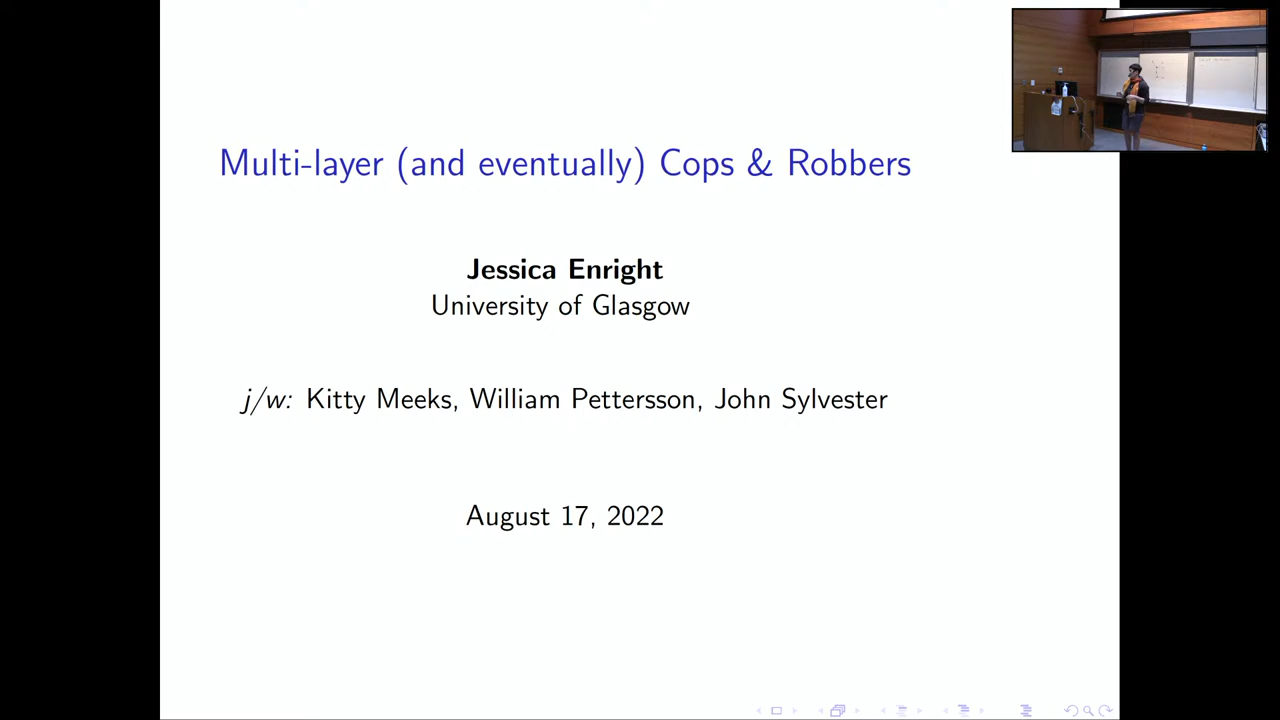 Multi-layer (and eventually) Cops & Robbers
Jessica Enright
University of Glasgow
j/w: Kitty Meeks, William Pettersson, John Sylvester
August 17, 2022